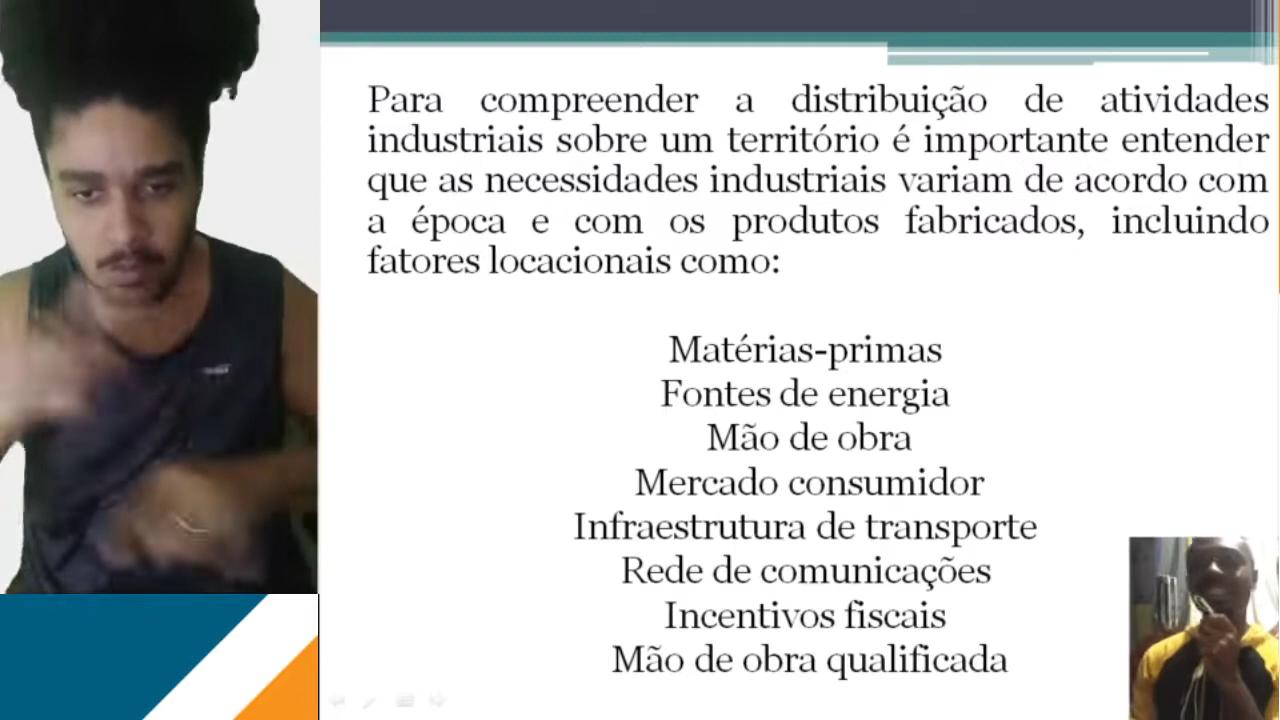 Para compreender a distribuição de atividades
industriais sobre um território é importante entender
que as necessidades industriais variam de acordo com
a época e com os produtos fabricados, incluindo
fatores locacionais como:
Matérias-primas
Fontes de energia
Mão de obra
Mercado consumidor
Infraestrutura de transporte
Rede de comunicações
Incentivos fiscais
Mão de obra qualificada